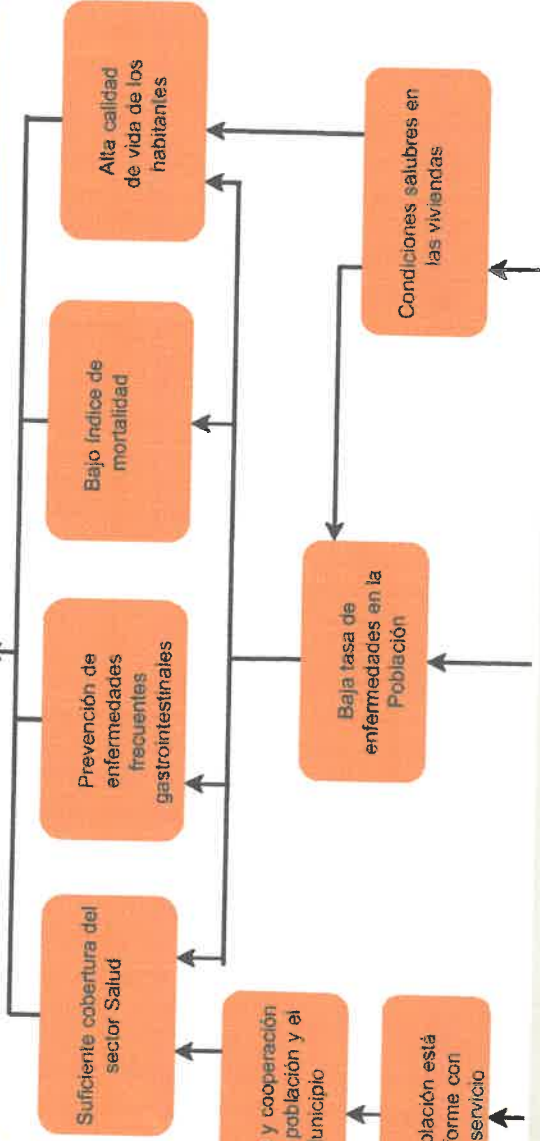 Suficiente cobertura del
sector Salud
Prevención de
enfermedades
frecuentes
gastrointestinales
Bajo índice de
mortalidad
Alta calidad
de vida de los
habitantes
y cooperación
población y el
unicipio
Baja tasa de
enfermedades en la
Población
Condiciones salubres en
las viviendas
lación está
forme con
servicio